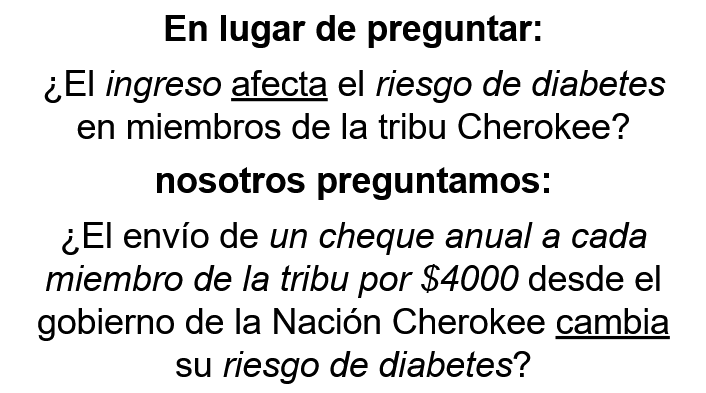 En lugar de preguntar:
¿El ingreso afecta el riesgo de diabetes
en miembros de la tribu Cherokee?
nosotros preguntamos:
¿El envío de un cheque anual a cada
miembro de la tribu por $4000 desde el
gobierno de la Nación Cherokee cambia
su riesgo de diabetes?